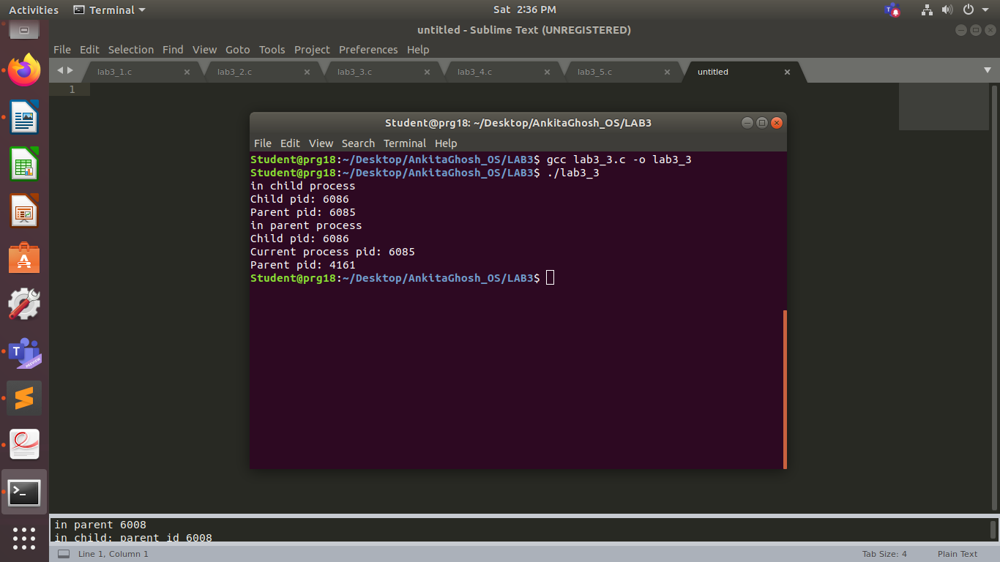 Activities Terminal Sat 2:36 PM
untitled - Sublime Text (UNREGISTERED)
File Edit Selection Find View Goto Tools Project Preferences Help
lab3_1.c lab3_2.c lab3_3.c lab3_4.c lab3_5.c untitled
1
Student@prg18: ~/Desktop/AnkitaGhosh_OS/LAB3
File Edit View Search Terminal Help
Student@prg18:~/Desktop/AnkitaGhosh_OS/LAB3$ gcc lab3_3.c -o lab3_3
Student@prg18:~/Desktop/AnkitaGhosh_OS/LAB3$ ./lab3_3
in child process
Child pid: 6086
Parent pid: 6085
in parent process
Child pid: 6086
Current process pid: 6085
Parent pid: 4161
Student@prg18:~/Desktop/AnkitaGhosh_OS/LAB3$
in parent 6008
in child: parent id 6008
Line 1, Column 1 Tab Size: 4 Plain Text